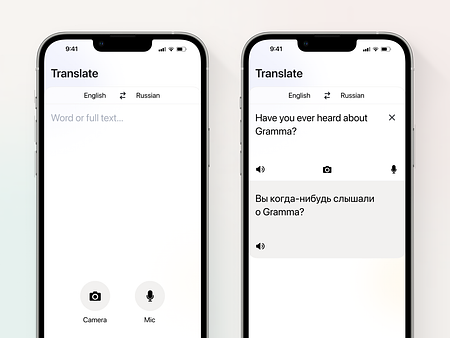 9:41
Translate
English Russian
Word or full text...
Camera Mic
9:41
Translate
English Russian
Have you ever heard about
Gramma?
Вы когда-нибудь слышали
о Gramma?